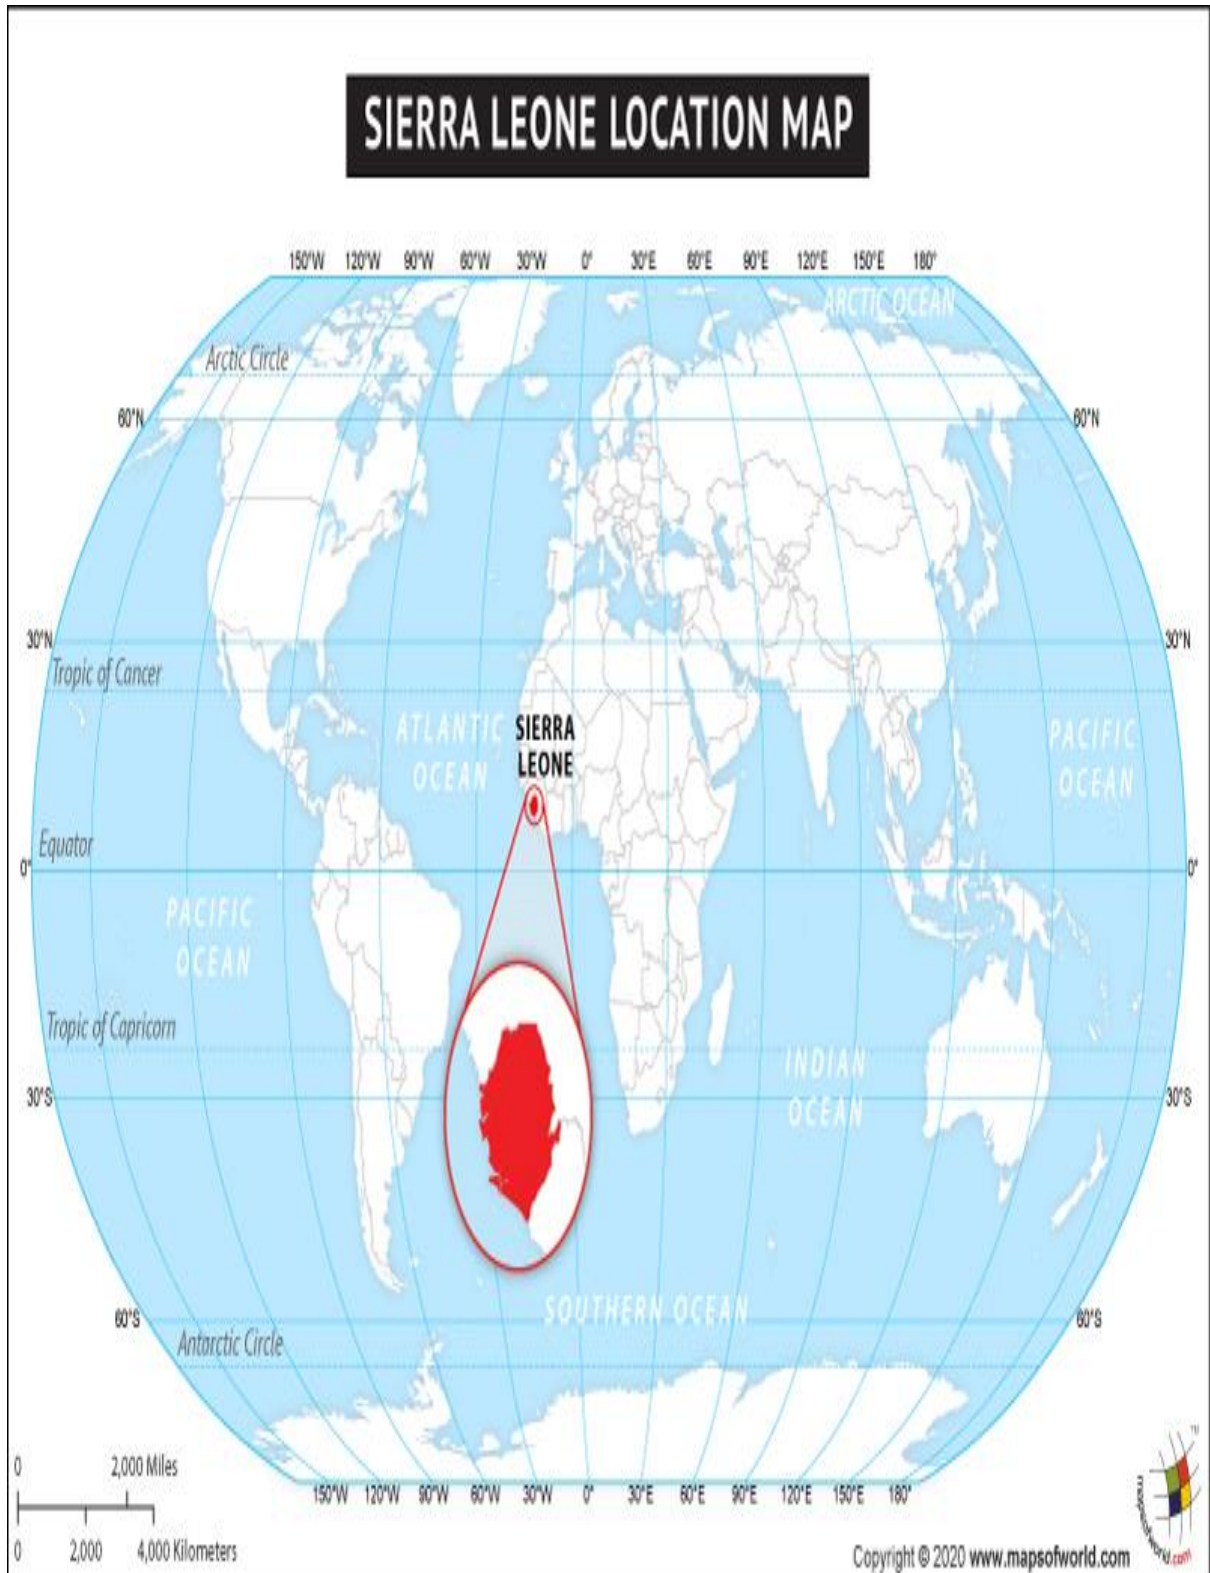 SIERRA LEONE LOCATION MAP
150°W 120°W 90°W 60°W 30°W 0° 30°E 60°E 90°E 120°E 150°E 180°
ARCTIC OCEAN
Arctic Circle
60°N 60°N
30°N 30°N
Tropic of Cancer
ATLANTIC
OCEAN
SIERRA
LEONE
PACIFIC
OCEAN
Equator
0° 0°
PACIFIC
OCEAN
Tropic of Capricorn
INDIAN
OCEAN
30°S 30°S
SOUTHERN OCEAN
60°S 60°S
Antarctic Circle
150°W 120°W 90°W 60°W 30°W 0° 30°E 60°E 90°E 120°E 150°E 180°
0 2,000 Miles
0 2,000 4,000 Kilometers
Copyright © 2020 www.mapsofworld.com
mapsofworld.com
TM